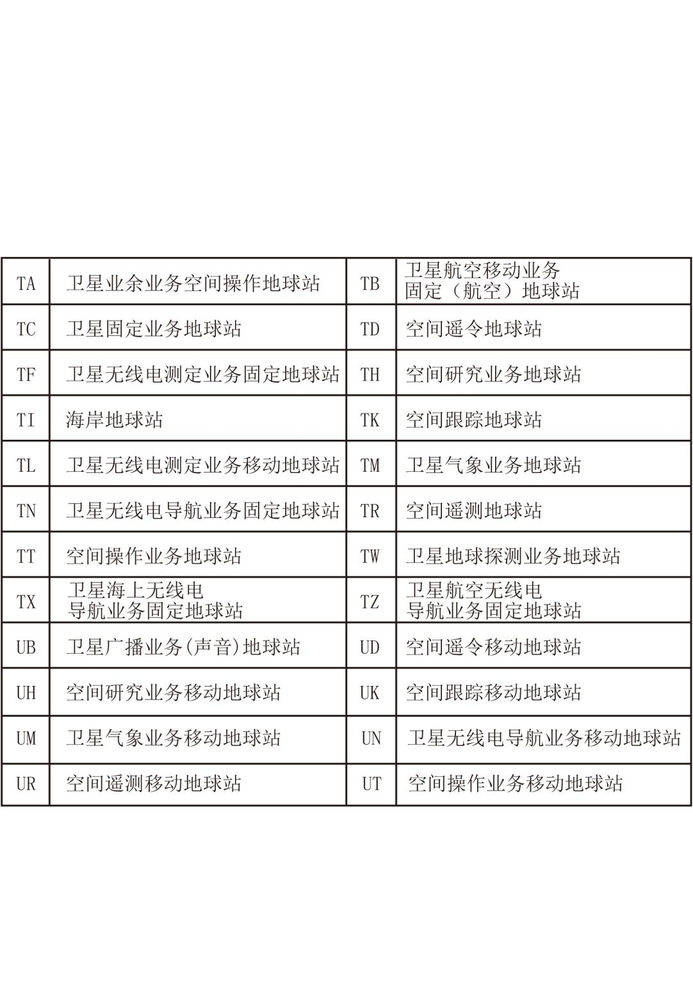 TA 卫星业余业务空间操作地球站 TB 卫星航空移动业务
固定（航空）地球站
TC 卫星固定业务地球站 TD 空间遥令地球站
TF 卫星无线电测定业务固定地球站 TH 空间研究业务地球站
TI 海岸地球站 TK 空间跟踪地球站
TL 卫星无线电测定业务移动地球站 TM 卫星气象业务地球站
TN 卫星无线电导航业务固定地球站 TR 空间遥测地球站
TT 空间操作业务地球站 TW 卫星地球探测业务地球站
TX 卫星海上无线电
导航业务固定地球站
TZ 卫星航空无线电
导航业务固定地球站
UB 卫星广播业务(声音)地球站 UD 空间遥令移动地球站
UH 空间研究业务移动地球站 UK 空间跟踪移动地球站
UM 卫星气象业务移动地球站 UN 卫星无线电导航业务移动地球站
UR 空间遥测移动地球站 UT 空间操作业务移动地球站